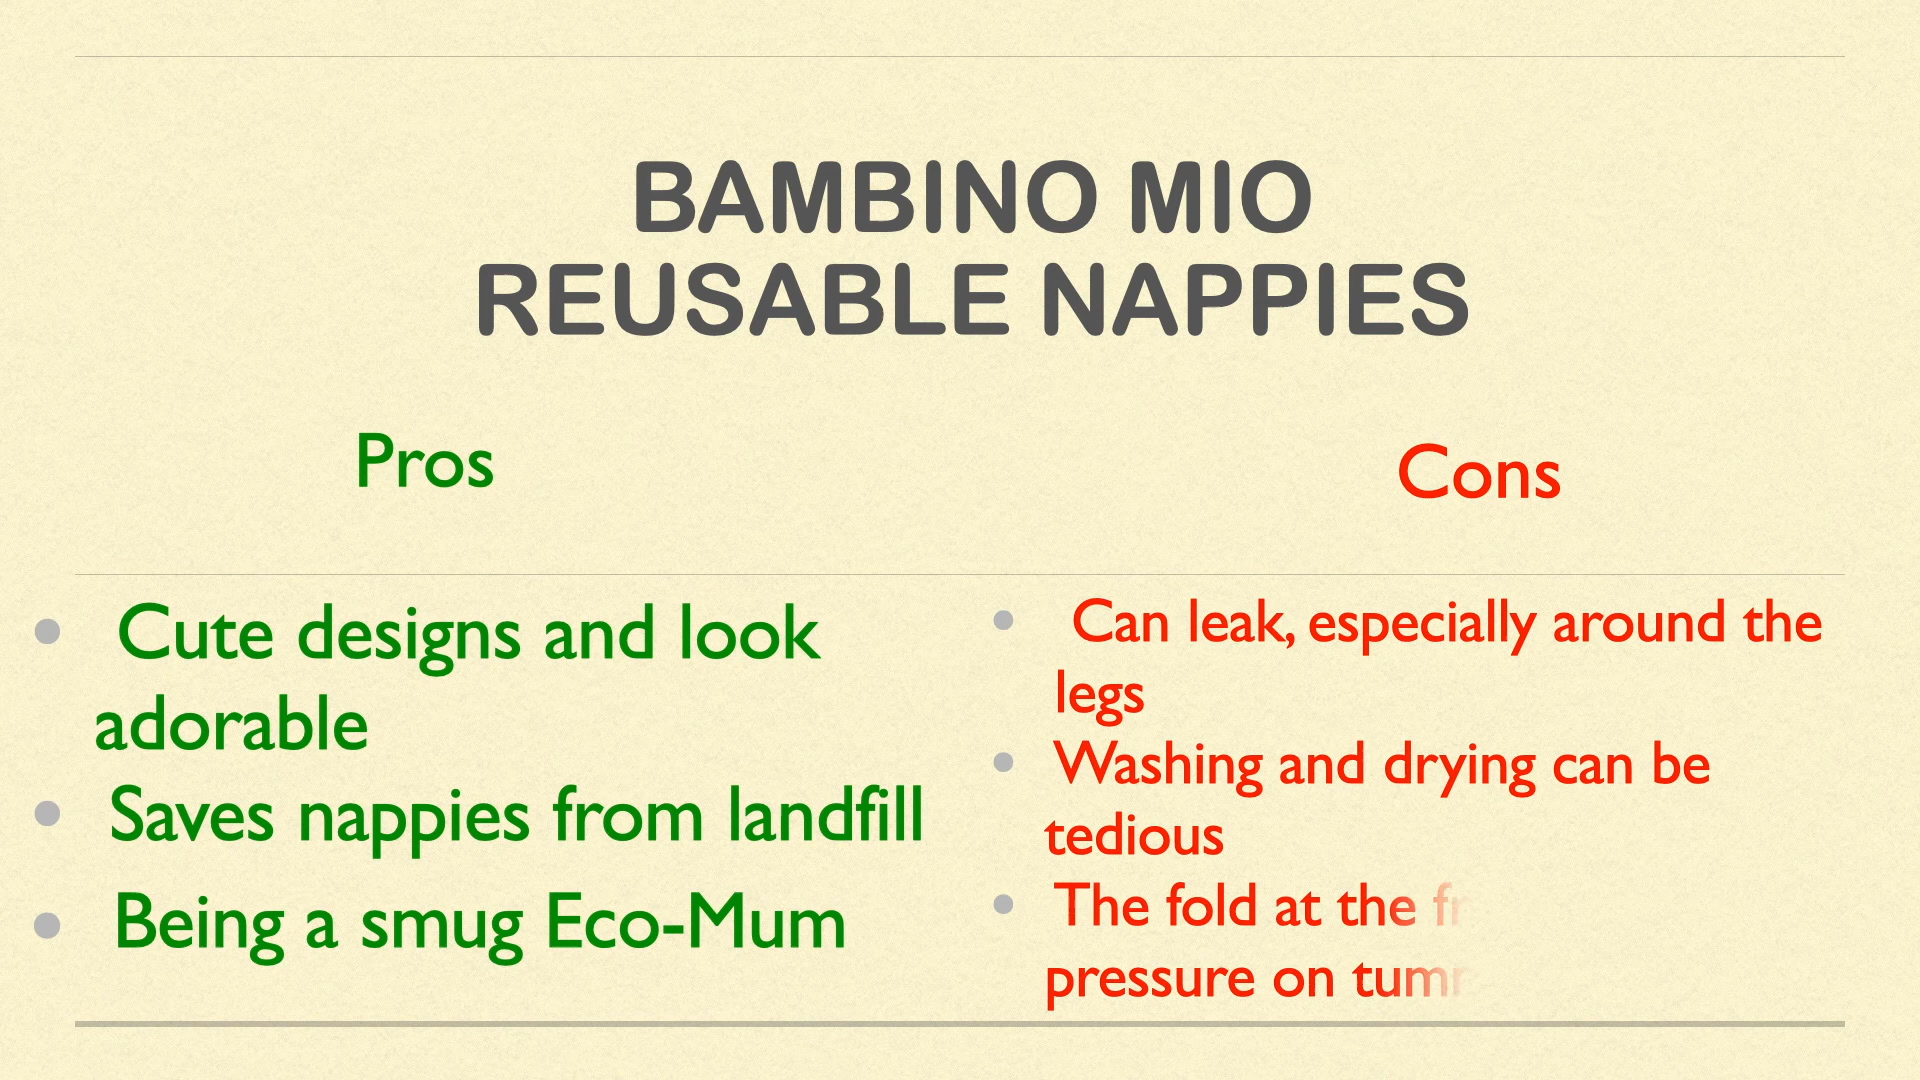 BAMBINO MIO
REUSABLE NAPPIES
Pros
Cons
• Cute designs and look
adorable
• Saves nappies from landfill
• Being a smug Eco-Mum
• Can leak, especially around the
legs
• Washing and drying can be
tedious
• The fold at the
pressure on